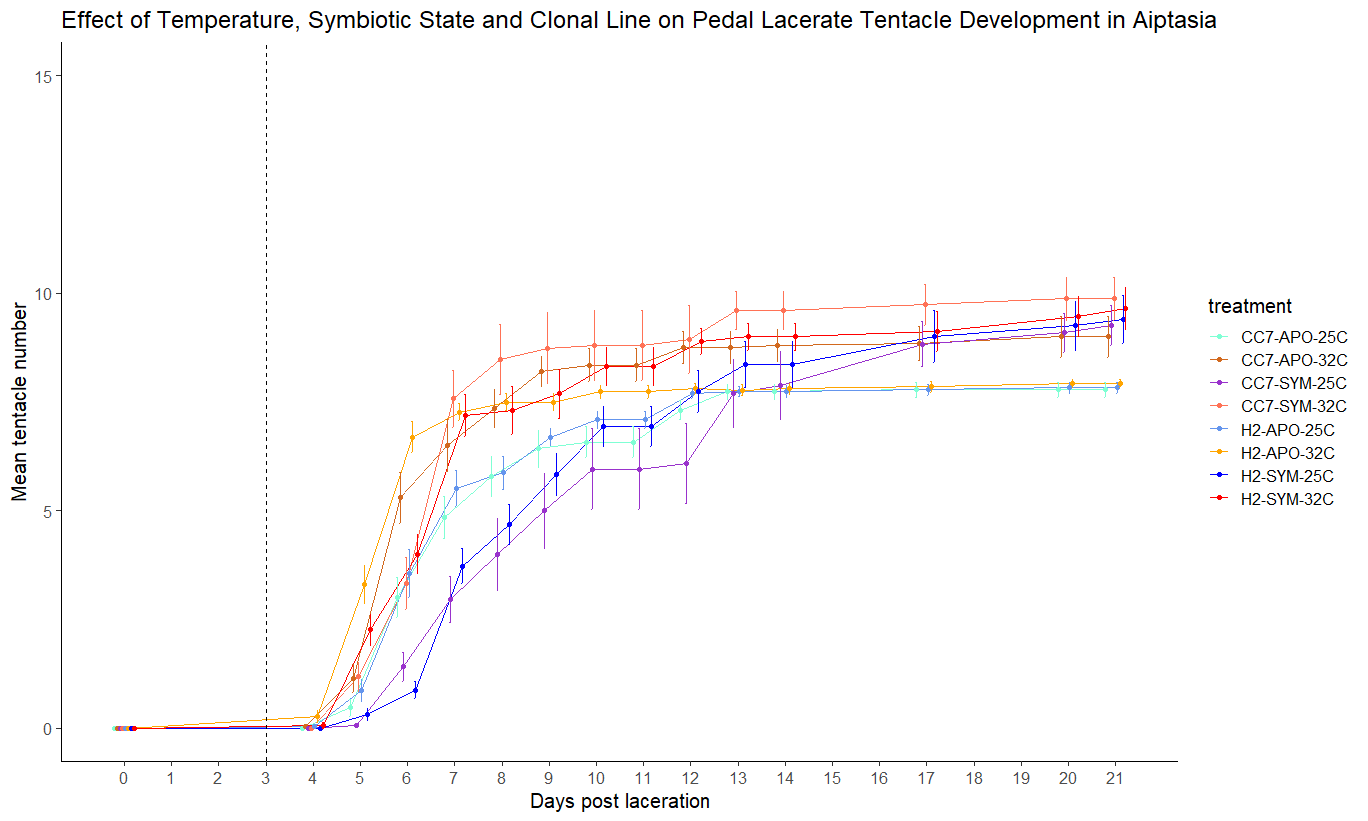 Effect of Temperature, Symbiotic State and Clonal Line on Pedal Lacerate Tentacle Development in Aiptasia
Mean tentacle number
15
10
5
0
0 1 2 3 4 5 6 7 8 9 10 11 12 13 14 15 16 17 18 19 20 21
Days post laceration
treatment
CC7-APO-25C
CC7-APO-32C
CC7-SYM-25C
CC7-SYM-32C
H2-APO-25C
H2-APO-32C
H2-SYM-25C
H2-SYM-32C